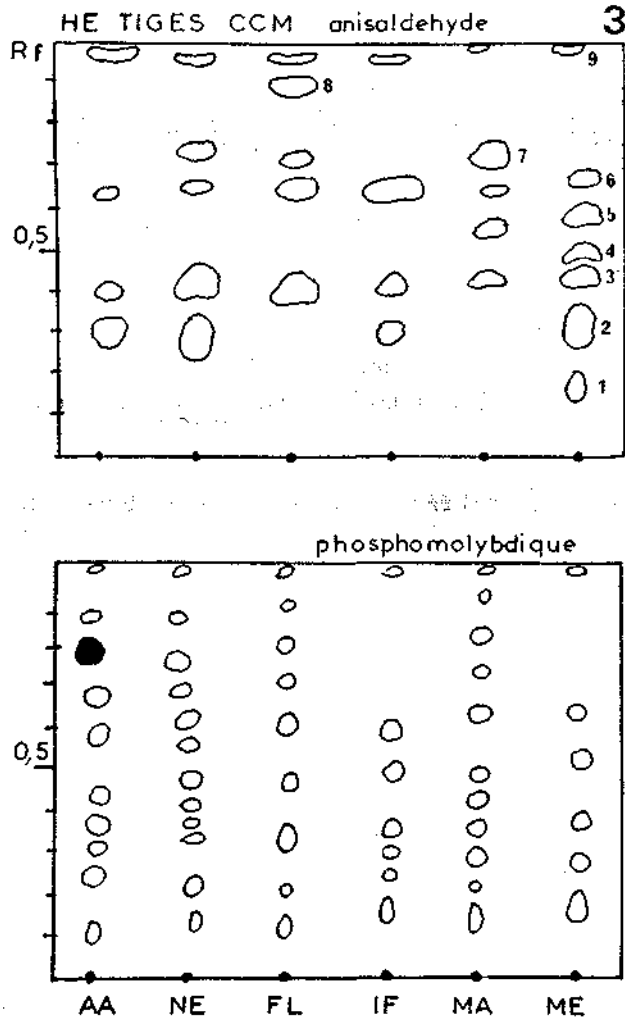 HE TIGES CCM anisaldehyde 3
Rf
9
8
7
6
5
0,5 4
3
2
1
phosphomolybdique
0,5
AA NE FL IF MA ME